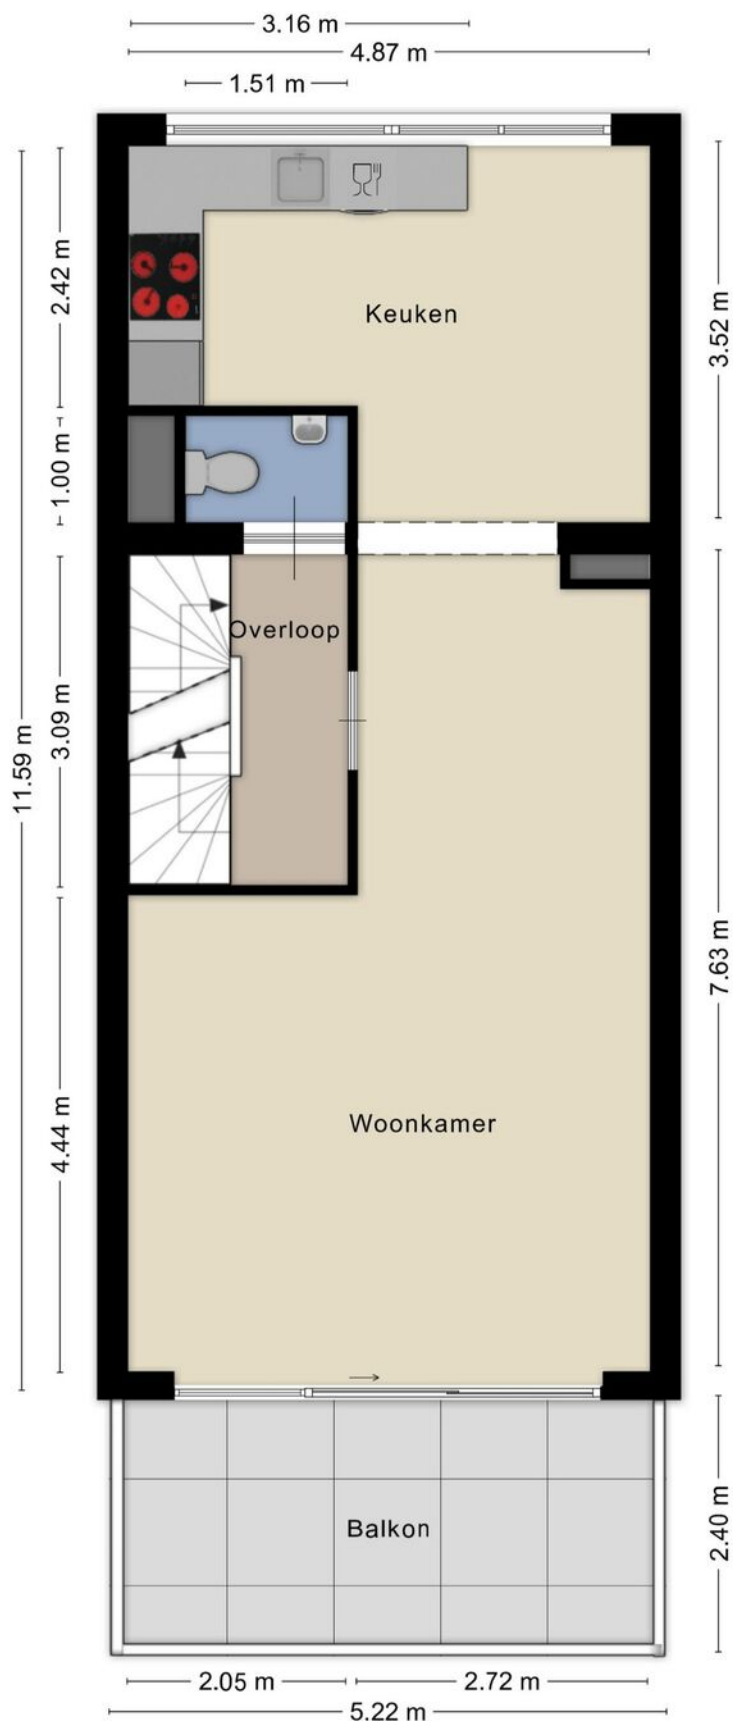 3.16 m
4.87 m
1.51 m
2.42 m
3.52 m
Keuken
1.00 m
Overloop
3.09 m
11.59 m
7.63 m
4.44 m
Woonkamer
Balkon
2.40 m
2.05 m
2.72 m
5.22 m